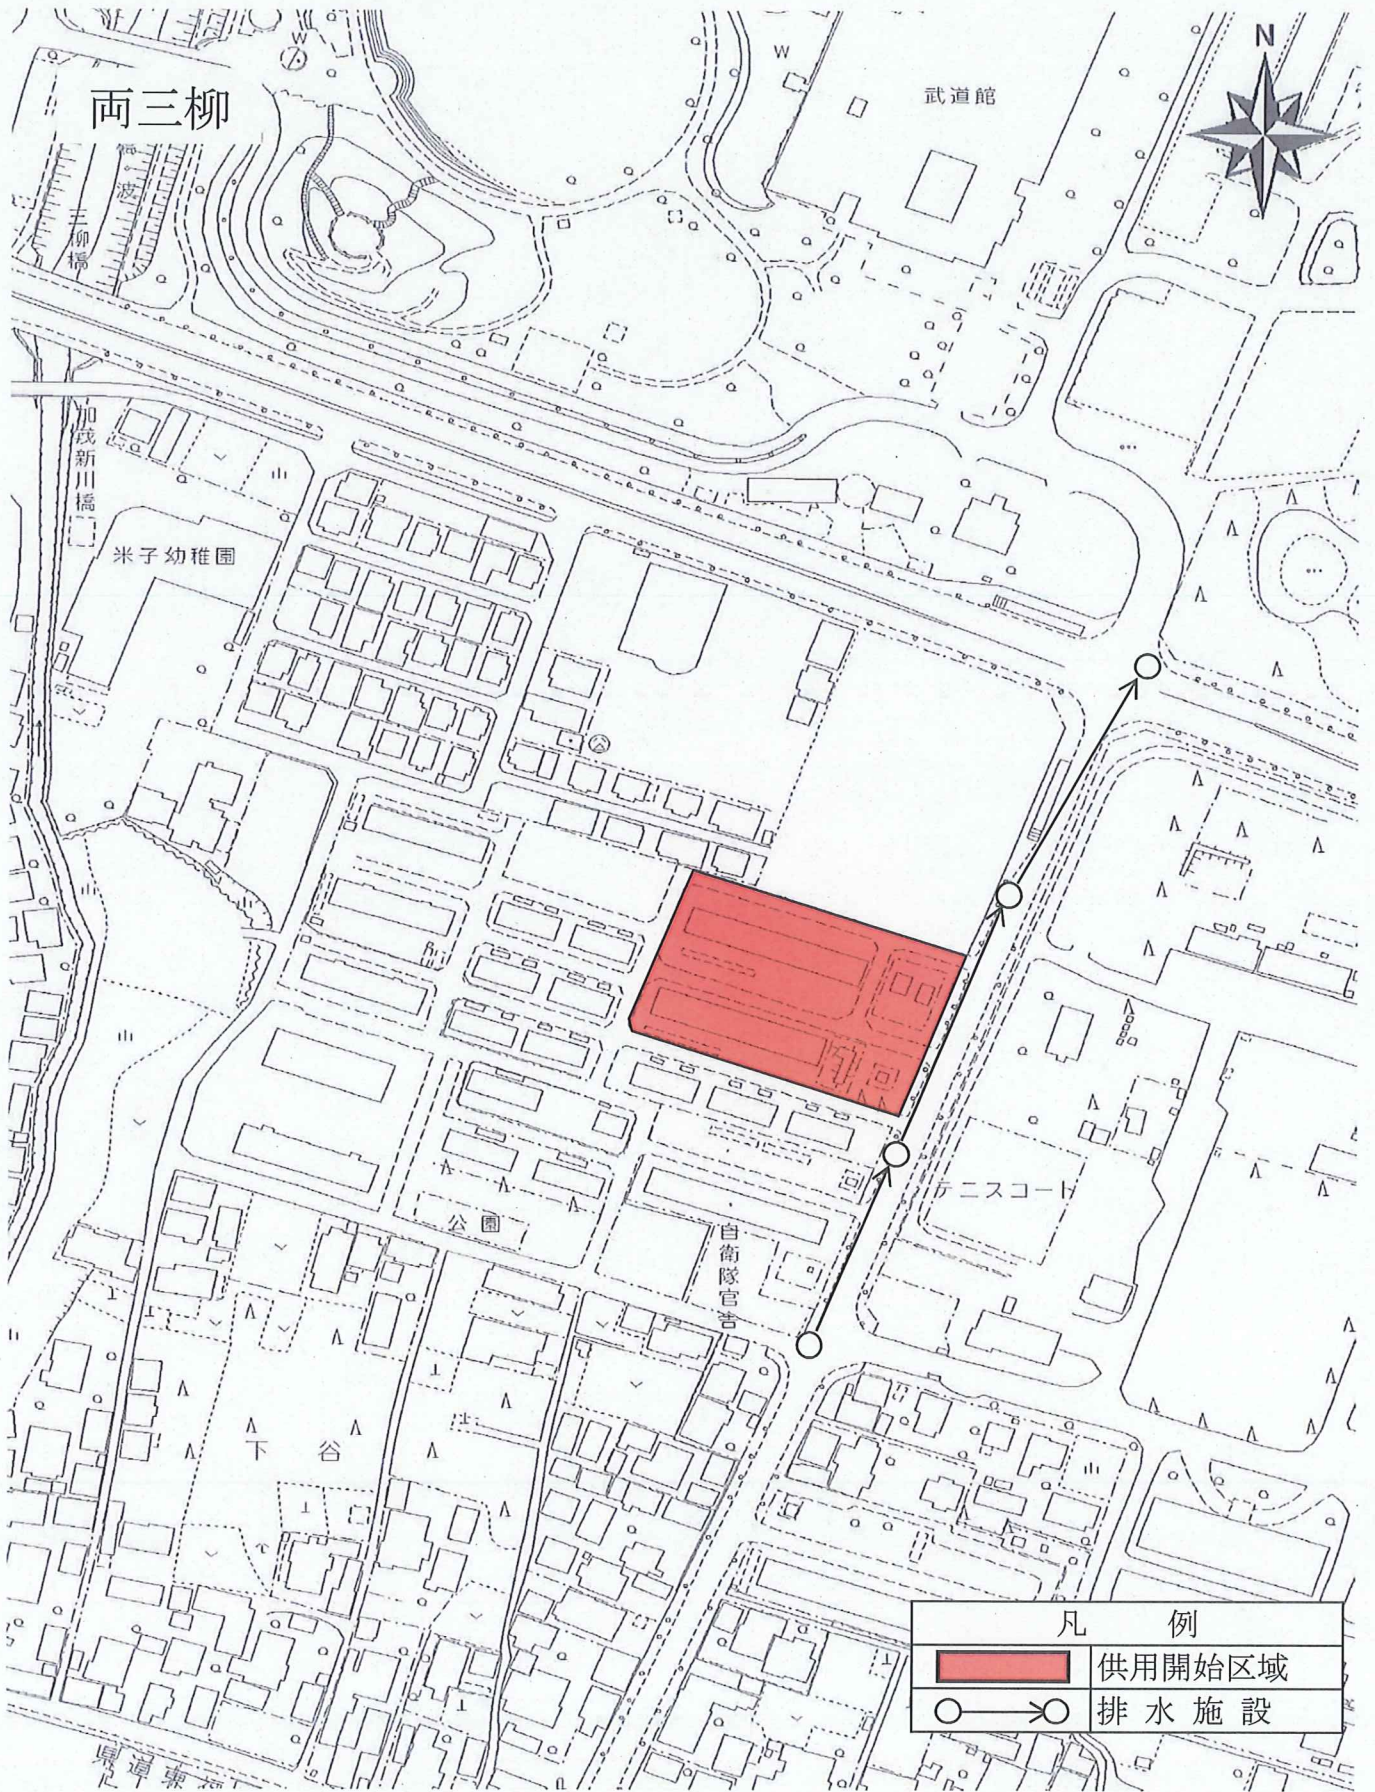 両三柳
N
武道館
W
W
三柳橋
加茂新川橋
米子幼稚園
テニスコート
公園
自衛隊官舎
下谷
凡例
供用開始区域
排水施設